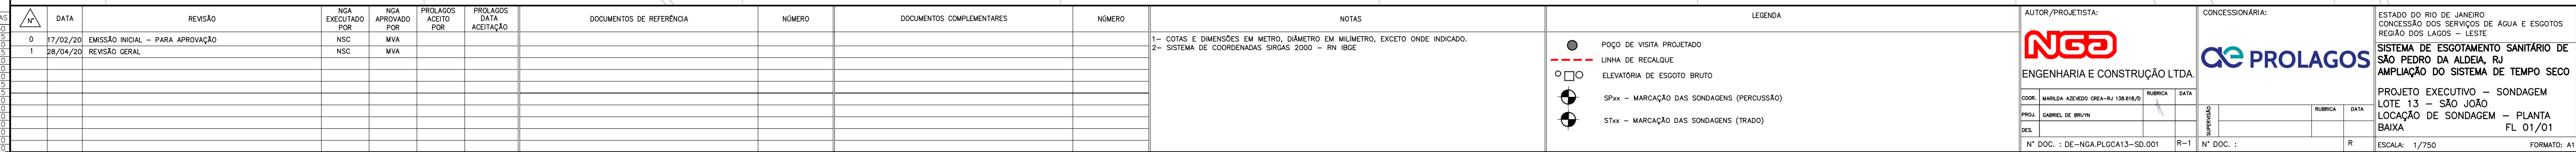 Nº DATA REVISÃO NGA EXECUTADO POR NGA APROVADO POR PROLAGOS ACEITO POR PROLAGOS DATA ACEITAÇÃO
0 17/02/20 EMISSÃO INICIAL – PARA APROVAÇÃO NSC MVA
1 28/04/20 REVISÃO GERAL NSC MVA
DOCUMENTOS DE REFERÊNCIA NÚMERO
DOCUMENTOS COMPLEMENTARES NÚMERO
NOTAS
1– COTAS E DIMENSÕES EM METRO, DIÂMETRO EM MILÍMETRO, EXCETO ONDE INDICADO.
2– SISTEMA DE COORDENADAS SIRGAS 2000 – RN IBGE
LEGENDA
POÇO DE VISITA PROJETADO
LINHA DE RECALQUE
ELEVATÓRIA DE ESGOTO BRUTO
SPxx – MARCAÇÃO DAS SONDAGENS (PERCUSSÃO)
STxx – MARCAÇÃO DAS SONDAGENS (TRADO)
AUTOR/PROJETISTA:
NGA
ENGENHARIA E CONSTRUÇÃO LTDA.
RUBRICA DATA
COOR. MARILDA AZEVEDO CREA–RJ 138.618/D
PROJ. GABRIEL DE BRUYN
DES.
N° DOC. : DE–NGA.PLGCA13–SD.001 R–1
CONCESSIONÁRIA:
PROLAGOS
SUPERVISÃO RUBRICA DATA
N° DOC. : R
ESTADO DO RIO DE JANEIRO
CONCESSÃO DOS SERVIÇOS DE ÁGUA E ESGOTOS
REGIÃO DOS LAGOS – LESTE
SISTEMA DE ESGOTAMENTO SANITÁRIO DE
SÃO PEDRO DA ALDEIA, RJ
AMPLIAÇÃO DO SISTEMA DE TEMPO SECO
PROJETO EXECUTIVO – SONDAGEM
LOTE 13 – SÃO JOÃO
LOCAÇÃO DE SONDAGEM – PLANTA
BAIXA FL 01/01
ESCALA: 1/750 FORMATO: A1